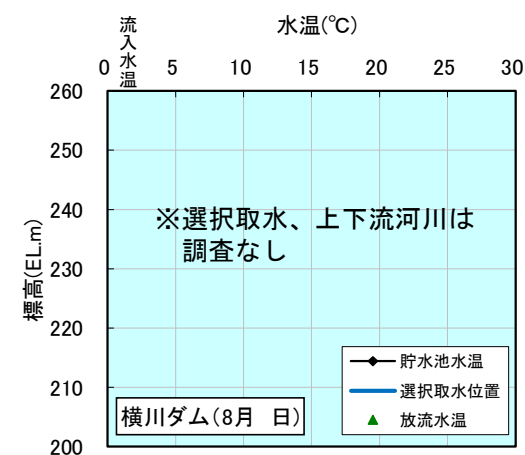 水温(℃)
流入水温
0 5 10 15 20 25 30
260
250
240
230
220
210
200
標高(EL.m)
※選択取水、上下流河川は
調査なし
貯水池水温
選択取水位置
放流水温
横川ダム(8月　日)